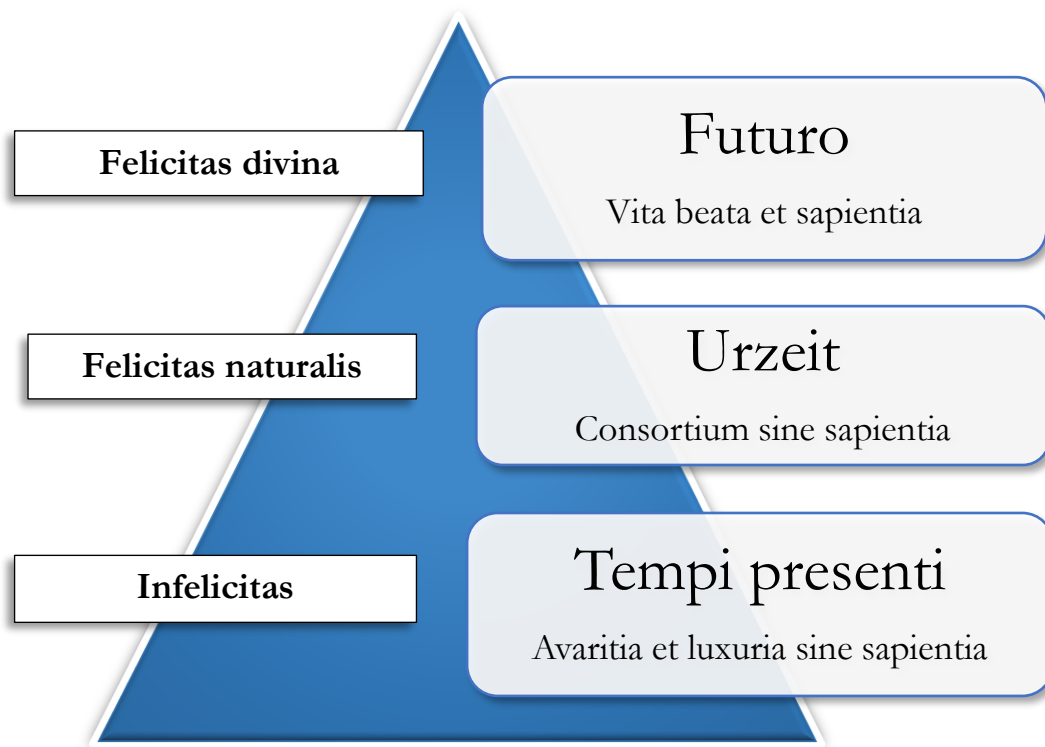 Felicitas divina
Futuro
Vita beata et sapientia
Felicitas naturalis
Urzeit
Consortium sine sapientia
Infelicitas
Tempi presenti
Avaritia et luxuria sine sapientia